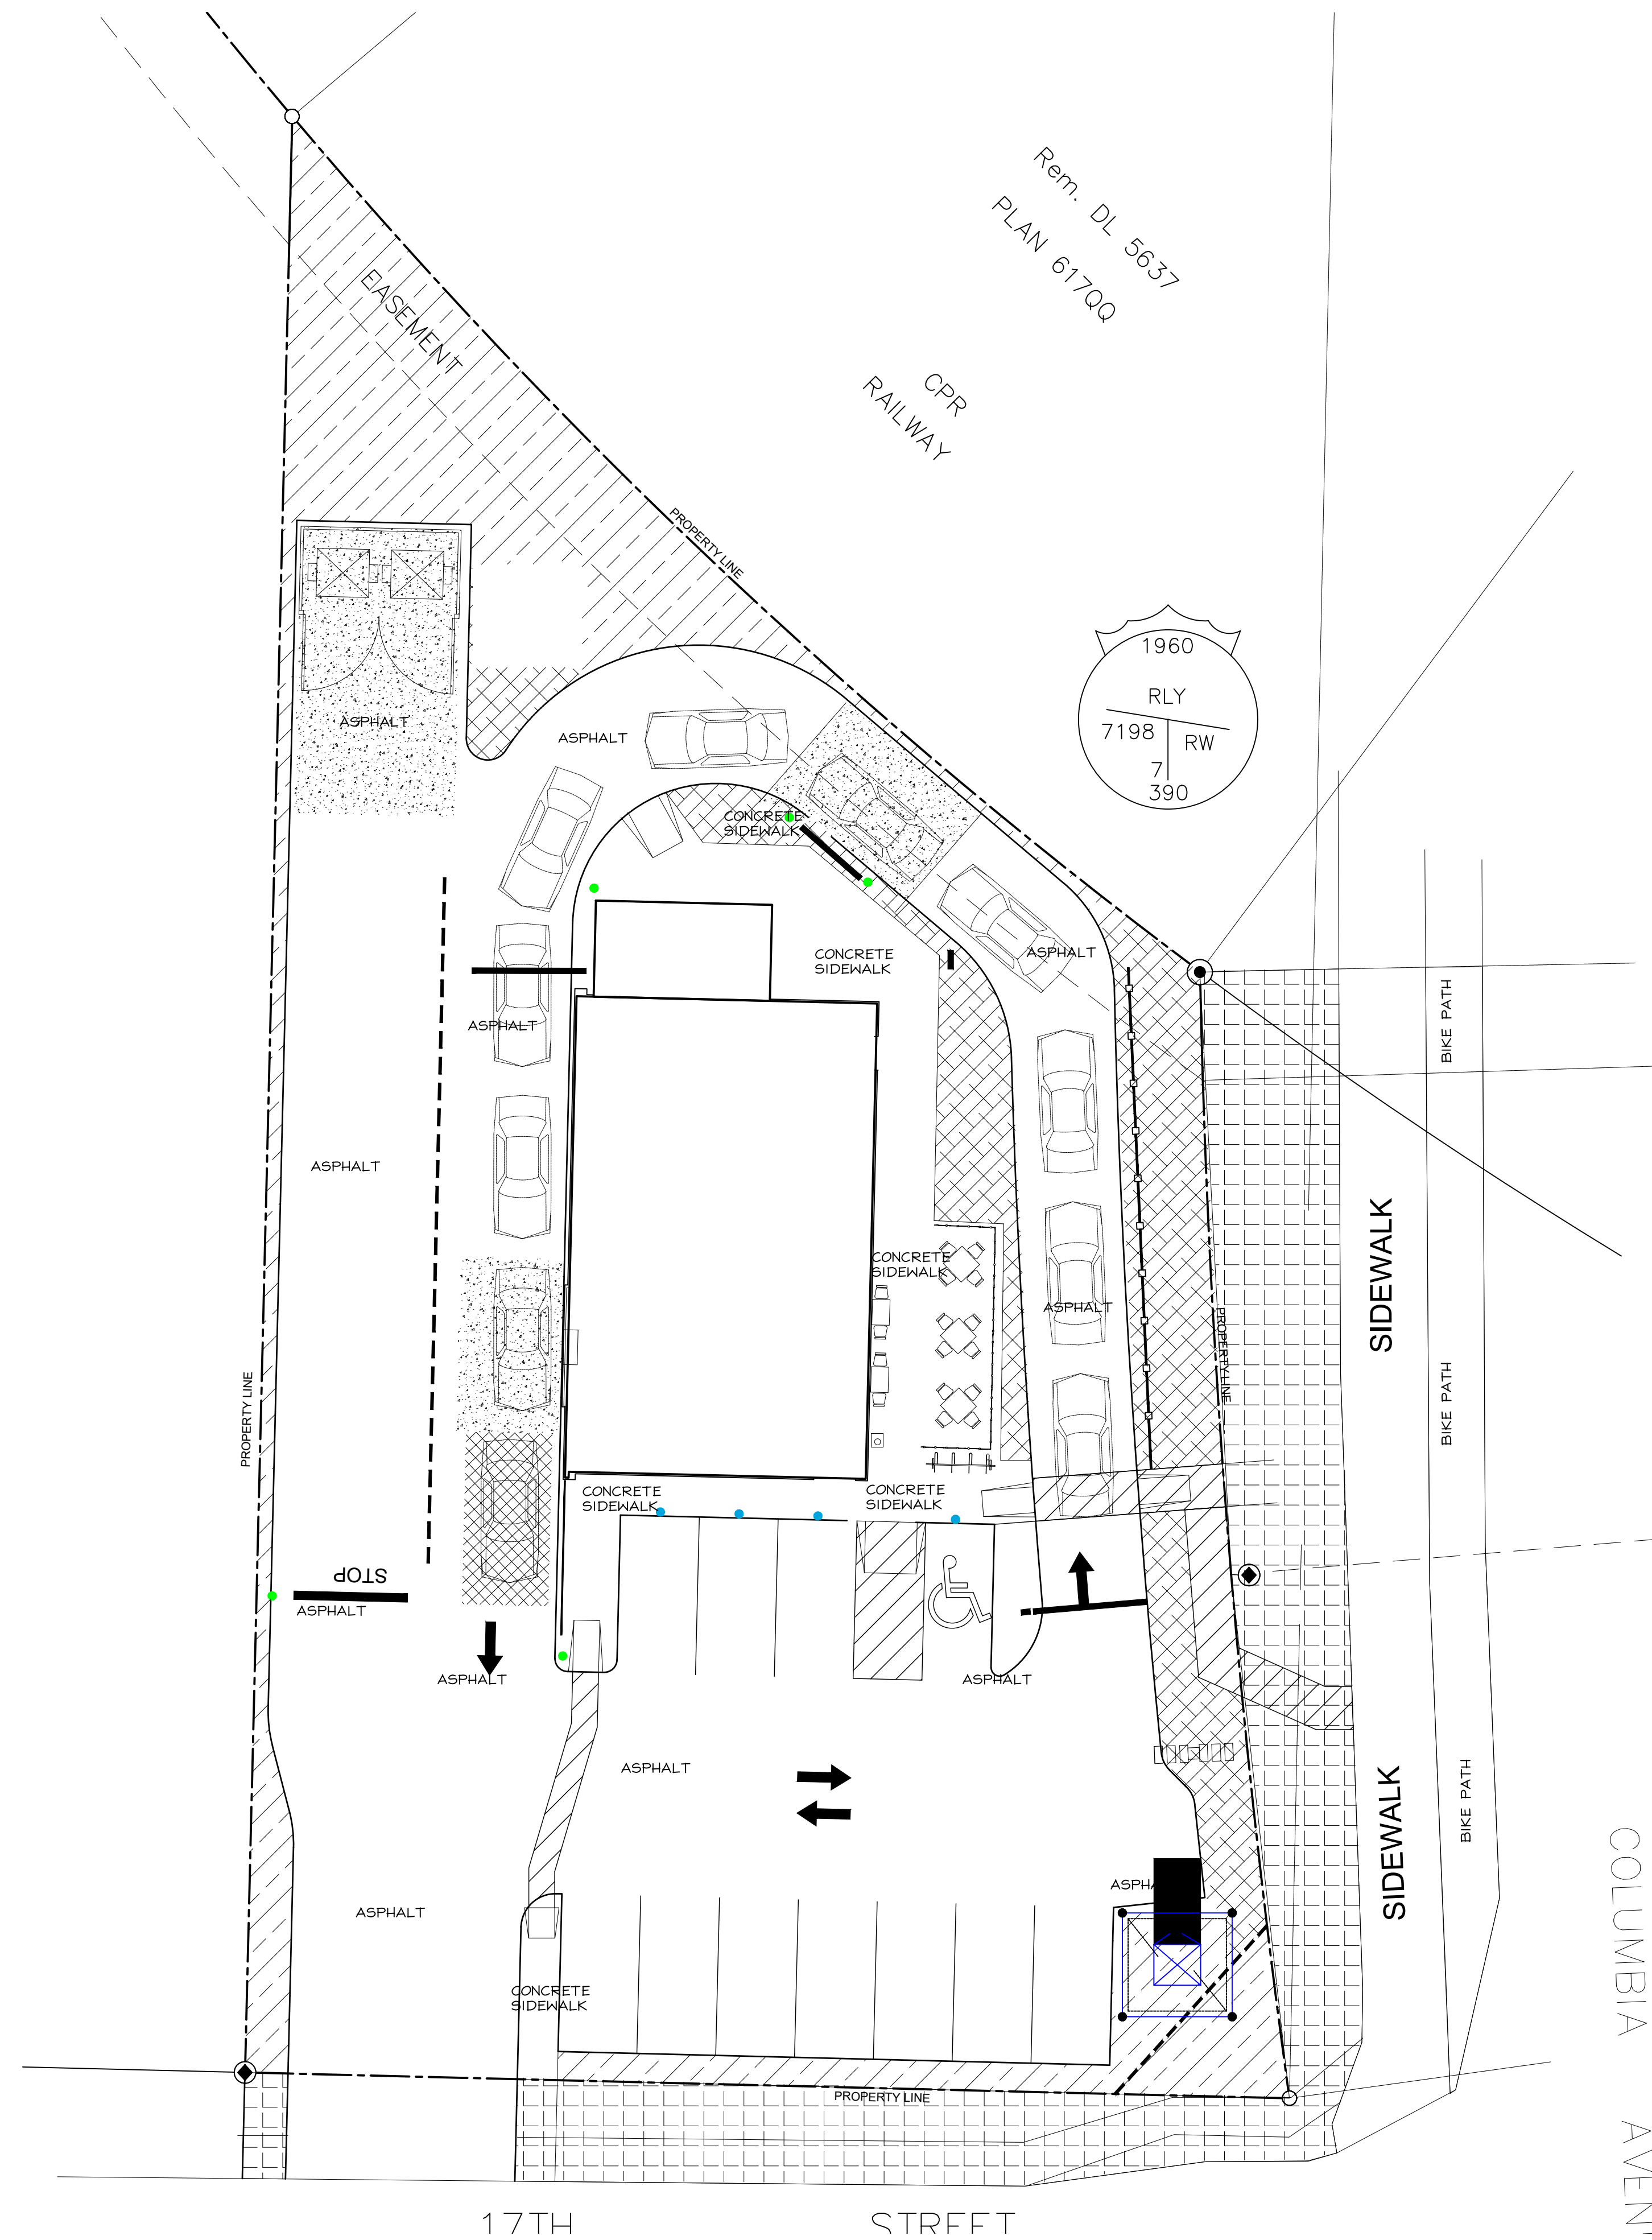 Rem. DL 5637
PLAN 617QQ
EASEMENT
CPR
RAILWAY
PROPERTY LINE
1960
RLY
7198
RW
7
390
ASPHALT
ASPHALT
CONCRETE
SIDEWALK
CONCRETE
SIDEWALK
ASPHALT
ASPHALT
BIKE PATH
ASPHALT
SIDEWALK
CONCRETE
SIDEWALK
ASPHALT
PROPERTY LINE
PROPERTY LINE
BIKE PATH
CONCRETE
SIDEWALK
CONCRETE
SIDEWALK
STOP
ASPHALT
ASPHALT
ASPHALT
ASPHALT
SIDEWALK
BIKE PATH
ASPHA
ASPHALT
COLUMBIA
CONCRETE
SIDEWALK
PROPERTY LINE
AVEN
17TH STREET